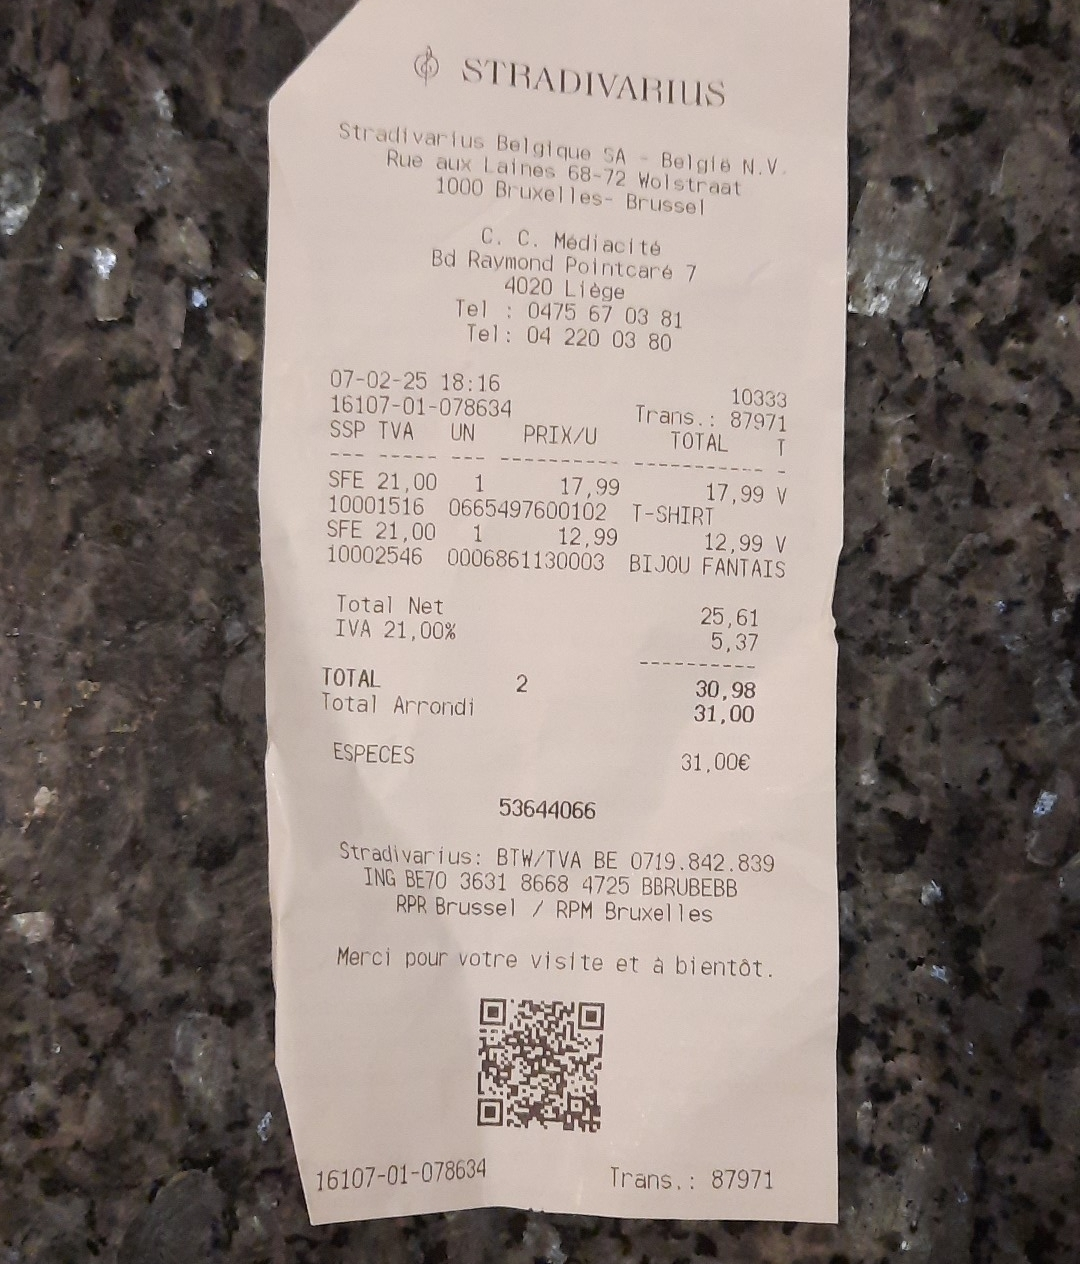 STRADIVARIUS
Stradivarius Belgique SA - België N.V.
Rue aux Laines 68-72 Wolstraat
1000 Bruxelles- Brussel
C. C. Médiacité
Bd Raymond Pointcaré 7
4020 Liège
Tel : 0475 67 03 81
Tel: 04 220 03 80
07-02-25 18:16 10333
16107-01-078634 Trans.: 87971
SSP TVA UN PRIX/U TOTAL T
--- ---- --- ---------- ----------- -
SFE 21,00 1 17,99 17,99 V
10001516 0665497600102 T-SHIRT
SFE 21,00 1 12,99 12,99 V
10002546 0006861130003 BIJOU FANTAIS
Total Net 25,61
IVA 21,00% 5,37
----------
TOTAL 2 30,98
Total Arrondi 31,00
ESPECES 31,00€
53644066
Stradivarius: BTW/TVA BE 0719.842.839
ING BE70 3631 8668 4725 BBRUBEBB
RPR Brussel / RPM Bruxelles
Merci pour votre visite et à bientôt.
16107-01-078634 Trans.: 87971